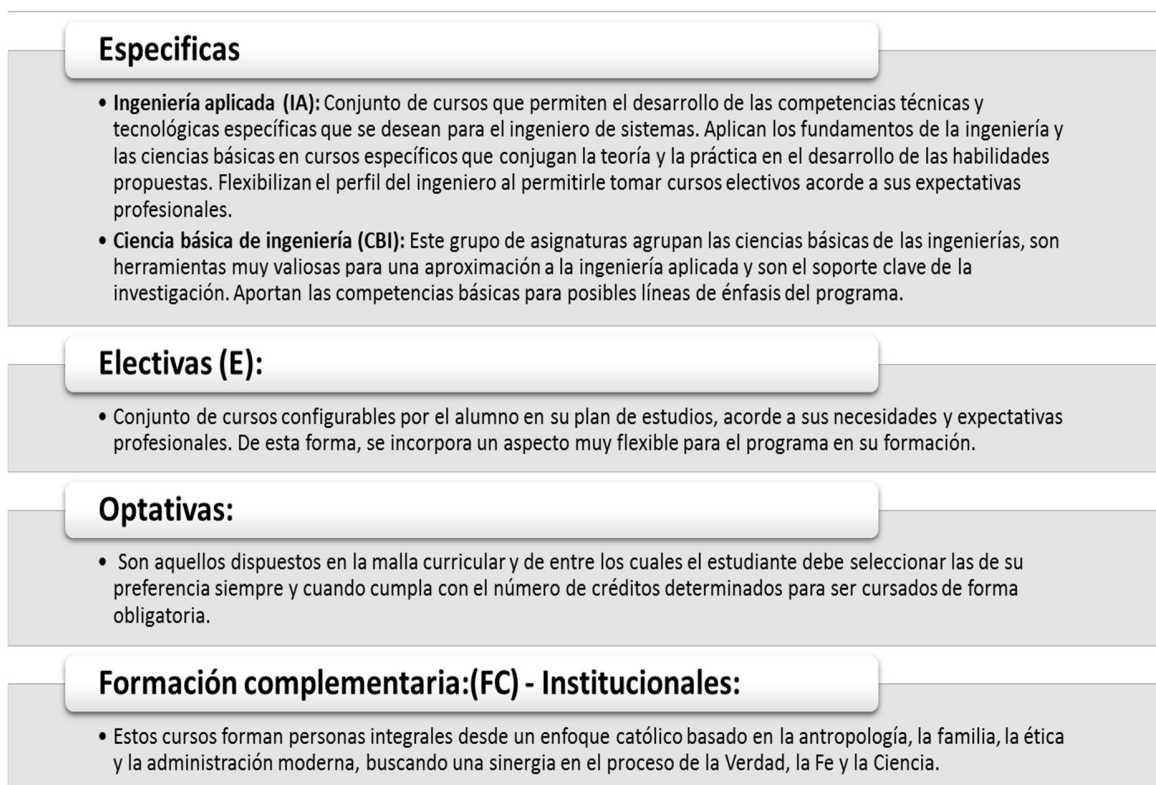 Especificas
• Ingeniería aplicada (IA): Conjunto de cursos que permiten el desarrollo de las competencias técnicas y
tecnológicas específicas que se desean para el ingeniero de sistemas. Aplican los fundamentos de la ingeniería y
las ciencias básicas en cursos específicos que conjugan la teoría y la práctica en el desarrollo de las habilidades
propuestas. Flexibilizan el perfil del ingeniero al permitirle tomar cursos electivos acorde a sus expectativas
profesionales.
• Ciencia básica de ingeniería (CBI): Este grupo de asignaturas agrupan las ciencias básicas de las ingenierías, son
herramientas muy valiosas para una aproximación a la ingeniería aplicada y son el soporte clave de la
investigación. Aportan las competencias básicas para posibles líneas de énfasis del programa.
Electivas (E):
• Conjunto de cursos configurables por el alumno en su plan de estudios, acorde a sus necesidades y expectativas
profesionales. De esta forma, se incorpora un aspecto muy flexible para el programa en su formación.
Optativas:
• Son aquellos dispuestos en la malla curricular y de entre los cuales el estudiante debe seleccionar las de su
preferencia siempre y cuando cumpla con el número de créditos determinados para ser cursados de forma
obligatoria.
Formación complementaria:(FC) - Institucionales:
• Estos cursos forman personas integrales desde un enfoque católico basado en la antropología, la familia, la ética
y la administración moderna, buscando una sinergia en el proceso de la Verdad, la Fe y la Ciencia.